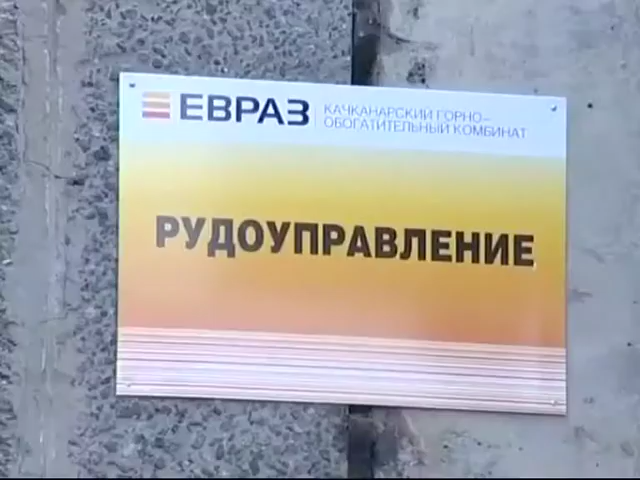 ЕВРАЗ
КАЧКАНАРСКИЙ ГОРНО-
ОБОГАТИТЕЛЬНЫЙ КОМБИНАТ
РУДОУПРАВЛЕНИЕ